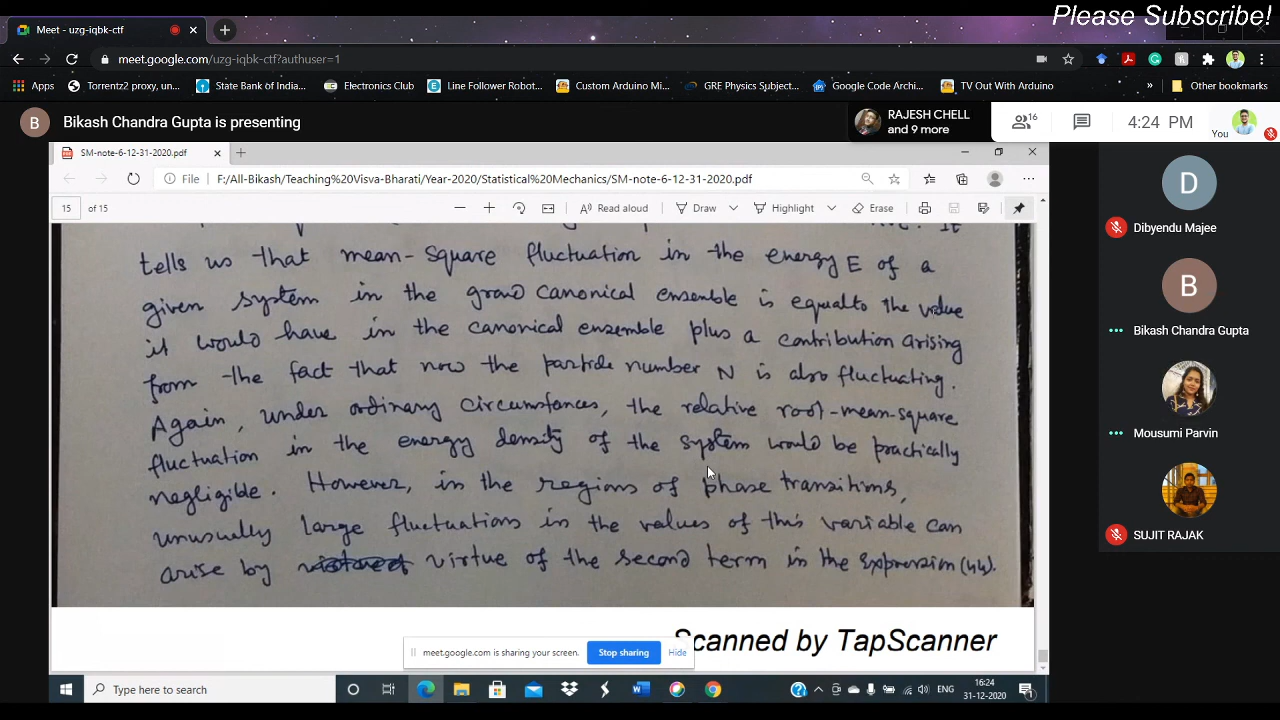 Please Subscribe!
Meet - uzg-iqbk-ctf
meet.google.com/uzg-iqbk-ctf?authuser=1
Apps Torrentz2 proxy, un... State Bank of India... Electronics Club Line Follower Robot... Custom Arduino Mi... GRE Physics Subject... Google Code Archi... TV Out With Arduino » Other bookmarks
B Bikash Chandra Gupta is presenting
RAJESH CHELL
and 9 more
16
4:24 PM
You
SM-note-6-12-31-2020.pdf
File F:/All-Bikash/Teaching%20Visva-Bharati/Year-2020/Statistical%20Mechanics/SM-note-6-12-31-2020.pdf
15 of 15 Read aloud Draw Highlight Erase
It
tells us that mean-square fluctuation in the energy E of a
given system in the grand canonical ensemble is equal to the value
it would have in the canonical ensemble plus a contribution arising
from the fact that now the particle number N is also fluctuating.
Again, under ordinary circumstances, the relative root-mean-square
fluctuation in the energy density of the system would be practically
negligible. However, in the regions of phase transitions,
unusually large fluctuations in the values of this variable can
arise by virtue of the second term in the expression (44).
Scanned by TapScanner
meet.google.com is sharing your screen. Stop sharing Hide
D
Dibyendu Majee
B
Bikash Chandra Gupta
Mousumi Parvin
SUJIT RAJAK
Type here to search
ENG
16:24
31-12-2020